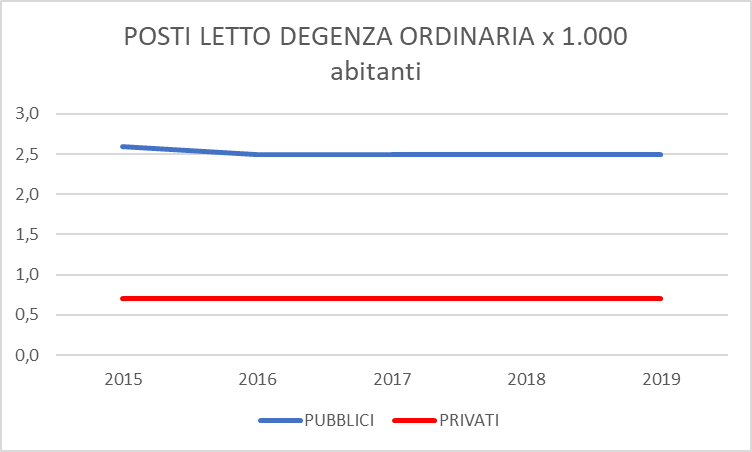 POSTI LETTO DEGENZA ORDINARIA x 1.000
abitanti
3,0
2,5
2,0
1,5
1,0
0,5
0,0
2015 2016 2017 2018 2019
PUBBLICI PRIVATI